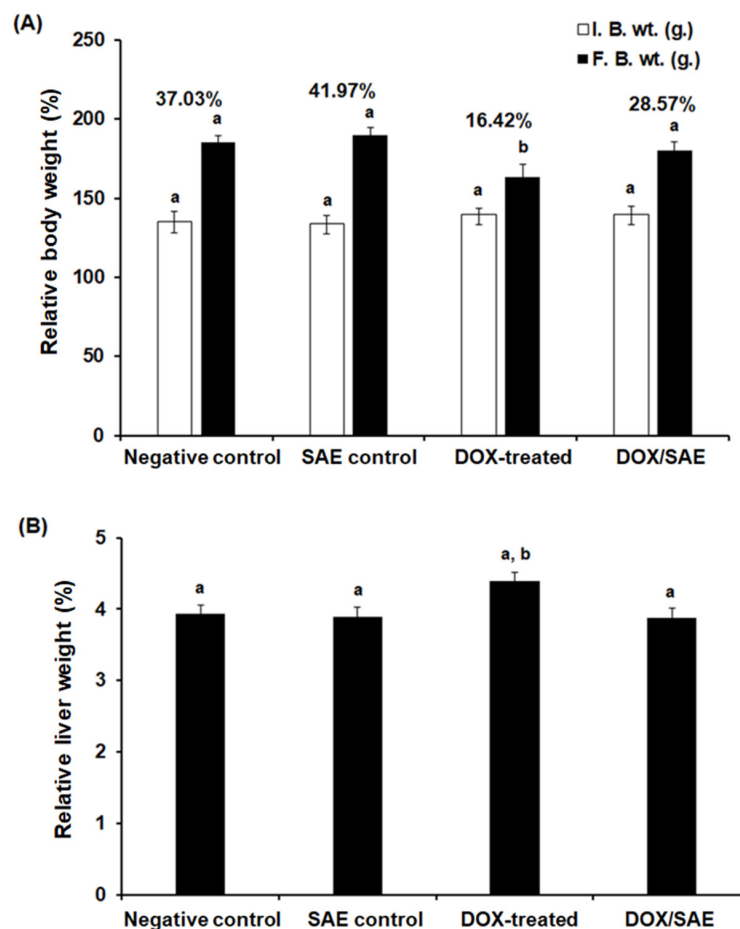 (A)
I. B. wt. (g.)
F. B. wt. (g.)
Relative body weight (%)
250
200
150
100
50
0
37.03%
41.97%
16.42%
28.57%
a
a
a
a
a
b
a
a
Negative control
SAE control
DOX-treated
DOX/SAE
(B)
Relative liver weight (%)
5
4
3
2
1
0
a
a
a, b
a
Negative control
SAE control
DOX-treated
DOX/SAE